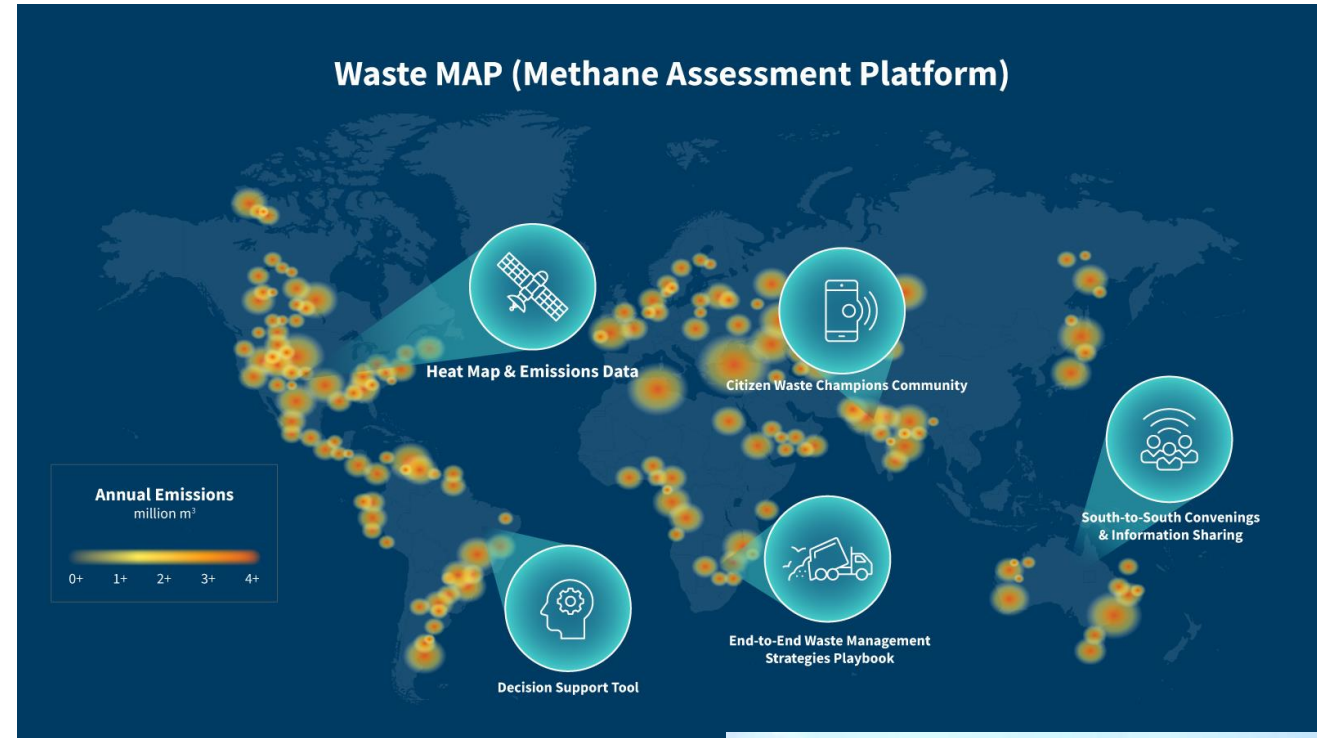 Waste MAP (Methane Assessment Platform)
Heat Map & Emissions Data
Citizen Waste Champions Community
Annual Emissions
million m³
0+ 1+ 2+ 3+ 4+
South-to-South Convenings
& Information Sharing
End-to-End Waste Management
Strategies Playbook
Decision Support Tool